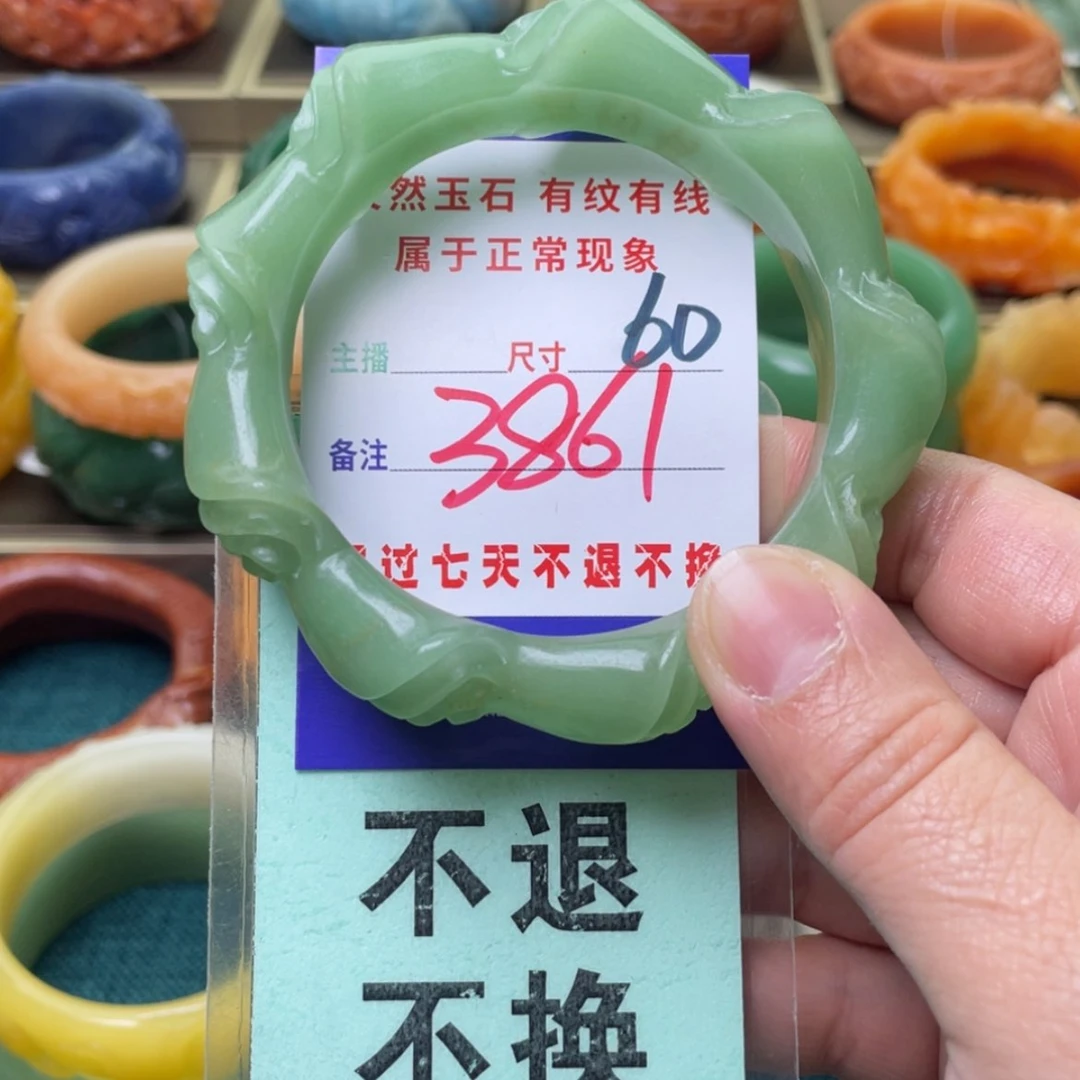 然玉石 有纹有线
属于正常现象
主播 尺寸 60
备注 3861
过七天不退不换
不退
不换